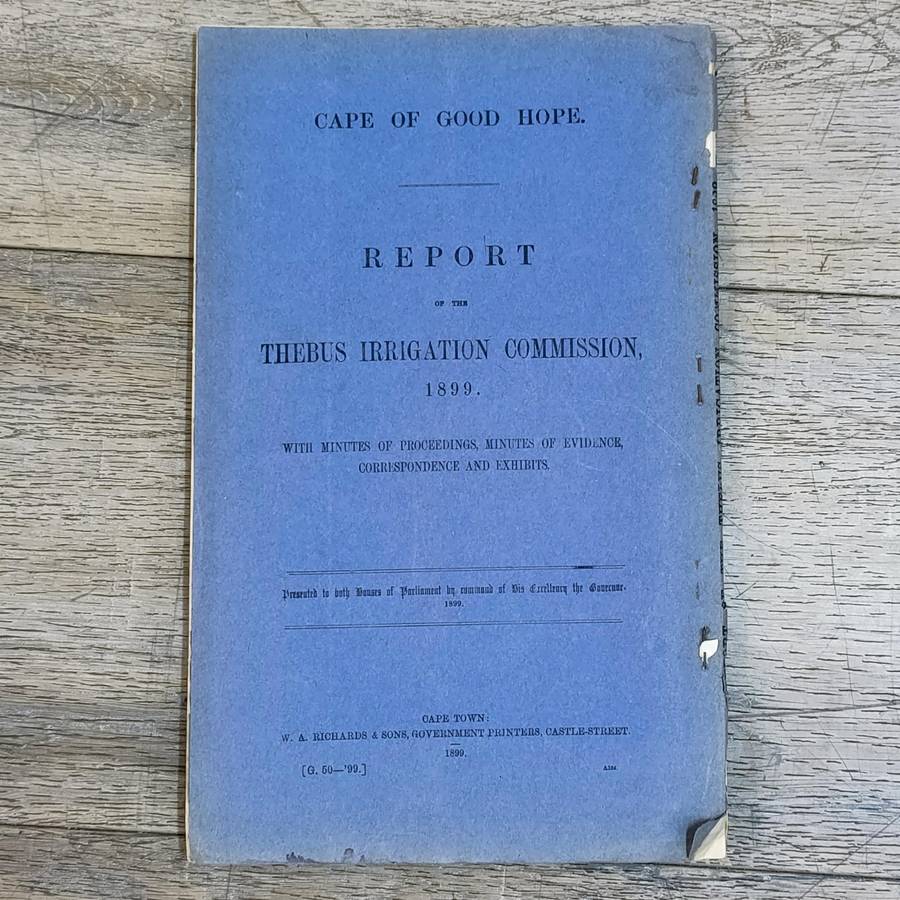 CAPE OF GOOD HOPE.
REPORT
OF THE
THEBUS IRRIGATION COMMISSION,
1899.
WITH MINUTES OF PROCEEDINGS, MINUTES OF EVIDENCE,
CORRESPONDENCE AND EXHIBITS.
Presented to both Houses of Parliament by command of His Excellency the Governor.
1899.
CAPE TOWN:
W. A. RICHARDS & SONS, GOVERNMENT PRINTERS, CASTLE-STREET.
1899.
[G. 50—'99.]
IRRIGATION COMMISSION